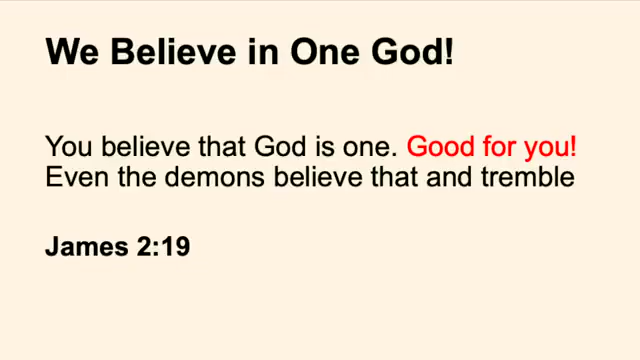 We Believe in One God!
You believe that God is one. Good for you!
Even the demons believe that and tremble
James 2:19